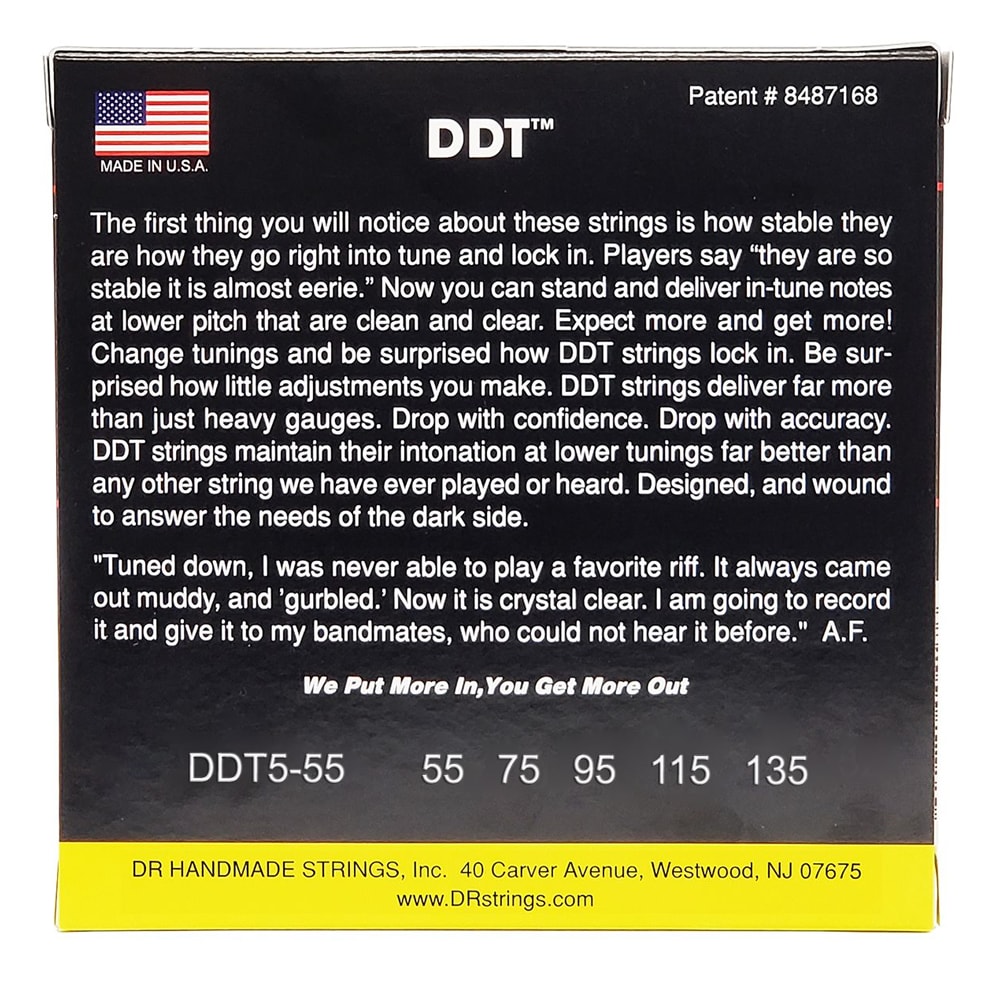 Patent # 8487168
MADE IN U.S.A.
DDT™
The first thing you will notice about these strings is how stable they
are how they go right into tune and lock in. Players say “they are so
stable it is almost eerie.” Now you can stand and deliver in-tune notes
at lower pitch that are clean and clear. Expect more and get more!
Change tunings and be surprised how DDT strings lock in. Be sur-
prised how little adjustments you make. DDT strings deliver far more
than just heavy gauges. Drop with confidence. Drop with accuracy.
DDT strings maintain their intonation at lower tunings far better than
any other string we have ever played or heard. Designed, and wound
to answer the needs of the dark side.
"Tuned down, I was never able to play a favorite riff. It always came
out muddy, and 'gurbled.' Now it is crystal clear. I am going to record
it and give it to my bandmates, who could not hear it before." A.F.
We Put More In,You Get More Out
DDT5-55 55 75 95 115 135
DR HANDMADE STRINGS, Inc. 40 Carver Avenue, Westwood, NJ 07675
www.DRstrings.com